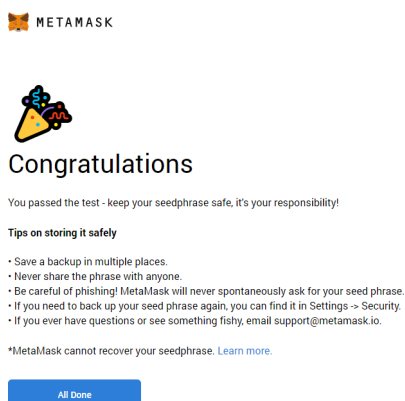 METAMASK
Congratulations
You passed the test - keep your seedphrase safe, it's your responsibility!
Tips on storing it safely
• Save a backup in multiple places.
• Never share the phrase with anyone.
• Be careful of phishing! MetaMask will never spontaneously ask for your seed phrase.
• If you need to back up your seed phrase again, you can find it in Settings -> Security.
• If you ever have questions or see something fishy, email support@metamask.io.
*MetaMask cannot recover your seedphrase. Learn more.
All Done